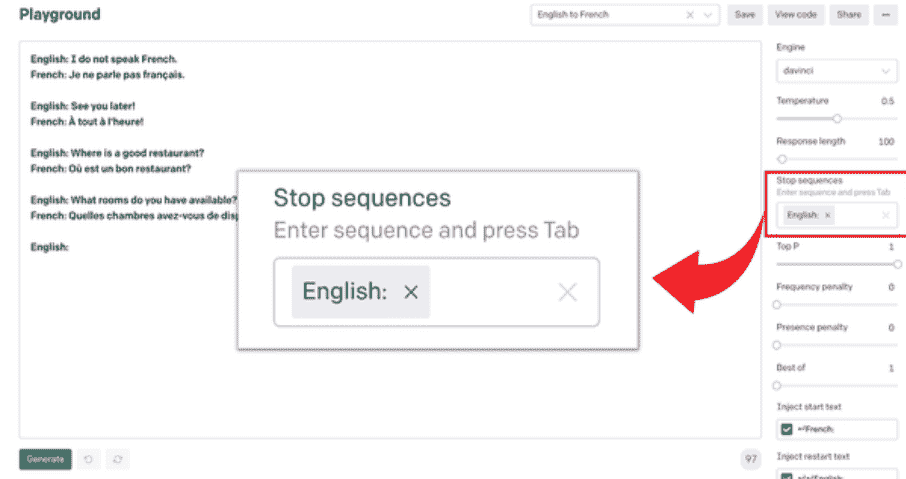 Playground
English to French
Save
View code
Share
English: I do not speak French.
French: Je ne parle pas français.
English: See you later!
French: À tout à l'heure!
English: Where is a good restaurant?
French: Où est un bon restaurant?
English: What rooms do you have available?
French: Quelles chambres avez-vous de disp
English:
Generate
97
Engine
davinci
Temperature 0.5
Response length 100
Stop sequences
Enter sequence and press Tab
English: ×
Top P 1
Frequency penalty 0
Presence penalty 0
Best of 1
Inject start text
↵French:
Inject restart text
↵↵English:
Stop sequences
Enter sequence and press Tab
English: ×